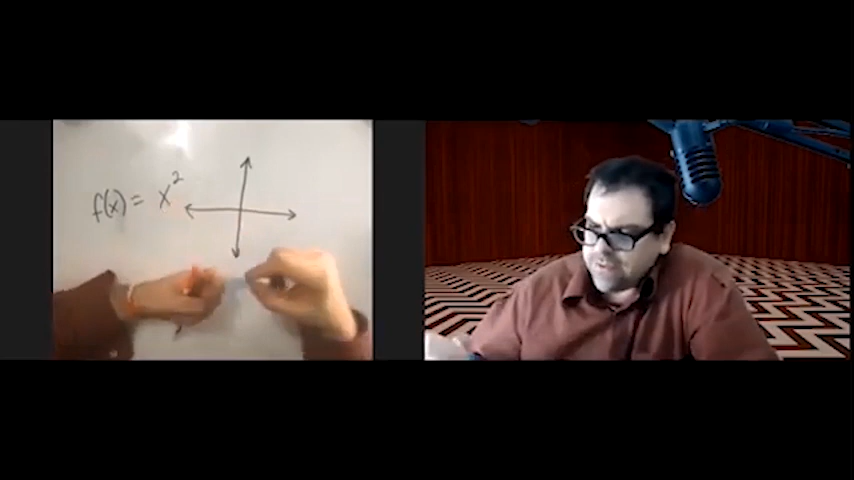 f(x) = x²